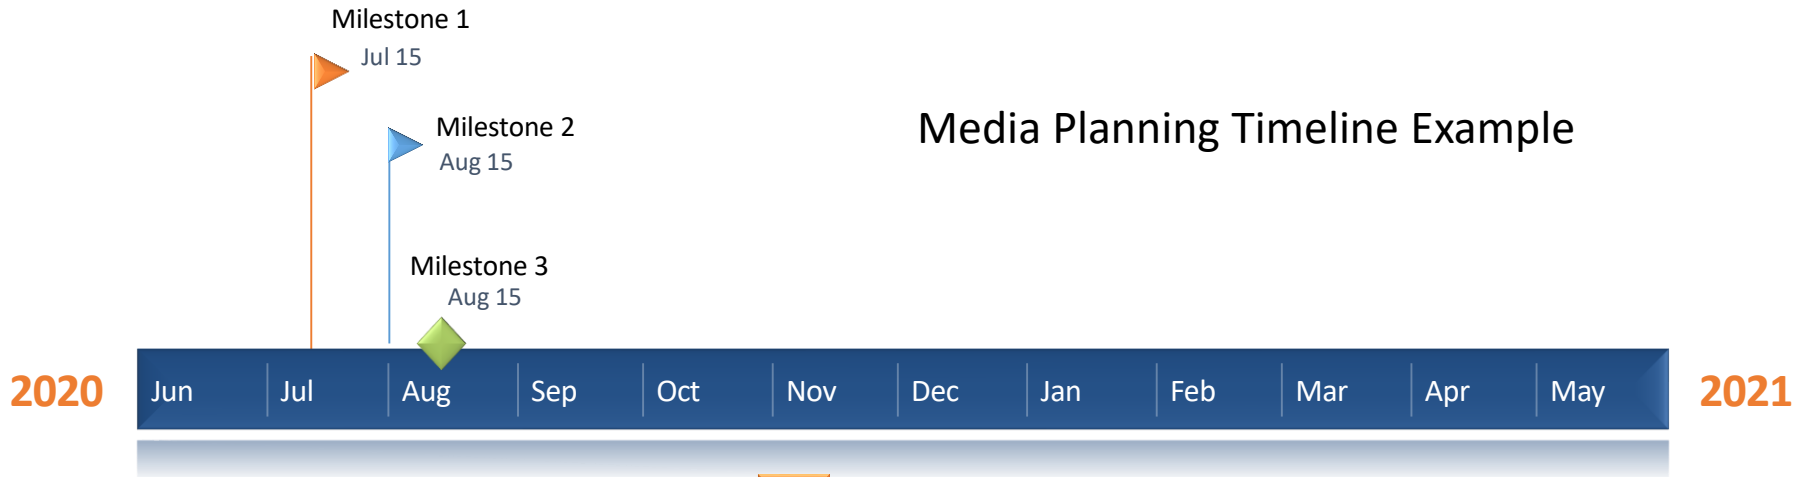 Milestone 1
Jul 15
Milestone 2
Aug 15
Media Planning Timeline Example
Milestone 3
Aug 15
2020 Jun Jul Aug Sep Oct Nov Dec Jan Feb Mar Apr May 2021